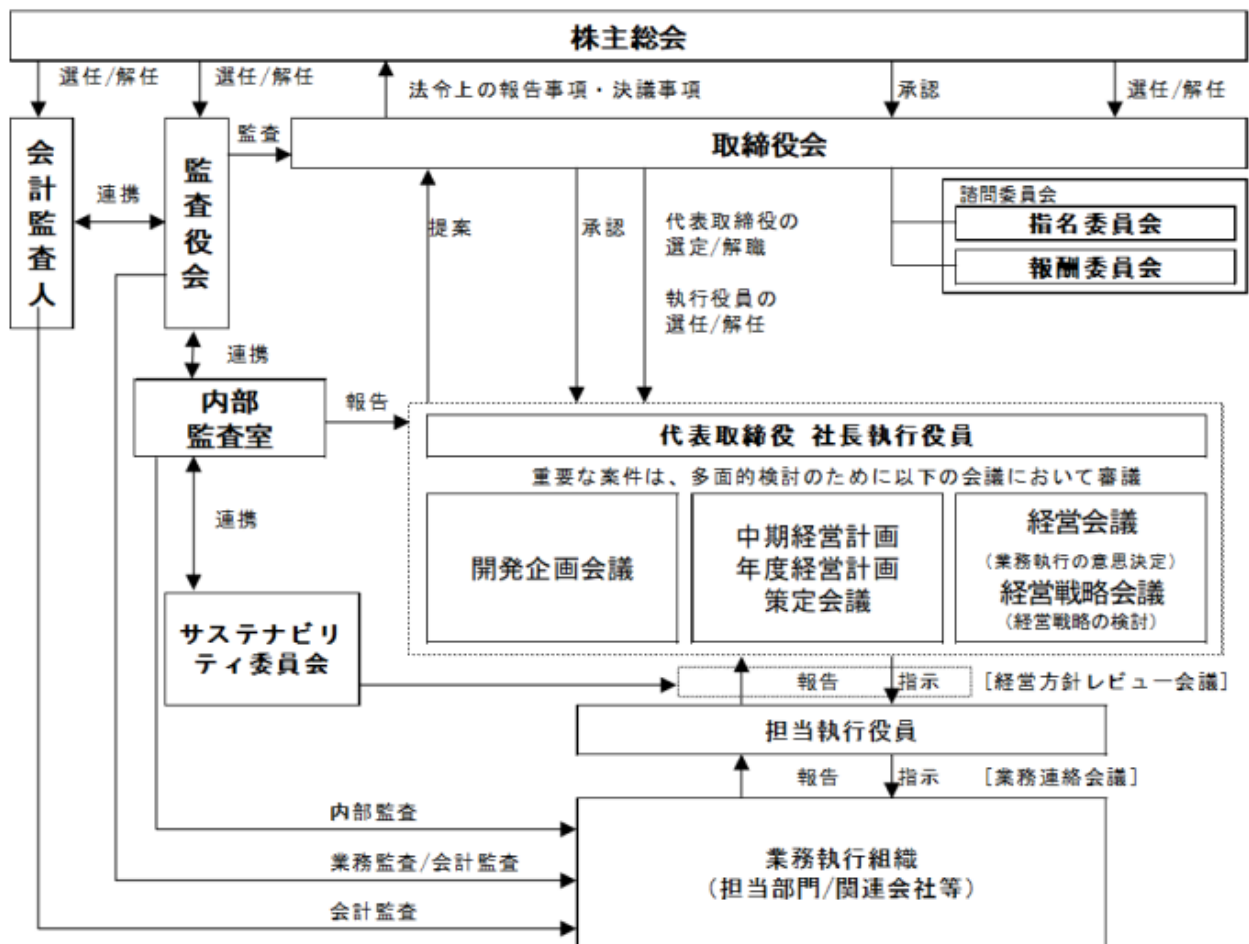 株主総会
選任/解任
選任/解任
法令上の報告事項・決議事項
承認
選任/解任
会計監査人
連携
監査役会
監査
取締役会
提案
承認
代表取締役の
選定/解職
執行役員の
選任/解任
諮問委員会
指名委員会
報酬委員会
連携
内部
監査室
報告
代表取締役 社長執行役員
重要な案件は、多面的検討のために以下の会議において審議
開発企画会議
中期経営計画
年度経営計画
策定会議
経営会議
(業務執行の意思決定)
経営戦略会議
(経営戦略の検討)
連携
サステナビリ
ティ委員会
報告
指示
[経営方針レビュー会議]
担当執行役員
報告
指示
[業務連絡会議]
内部監査
業務監査/会計監査
会計監査
業務執行組織
(担当部門/関連会社等)